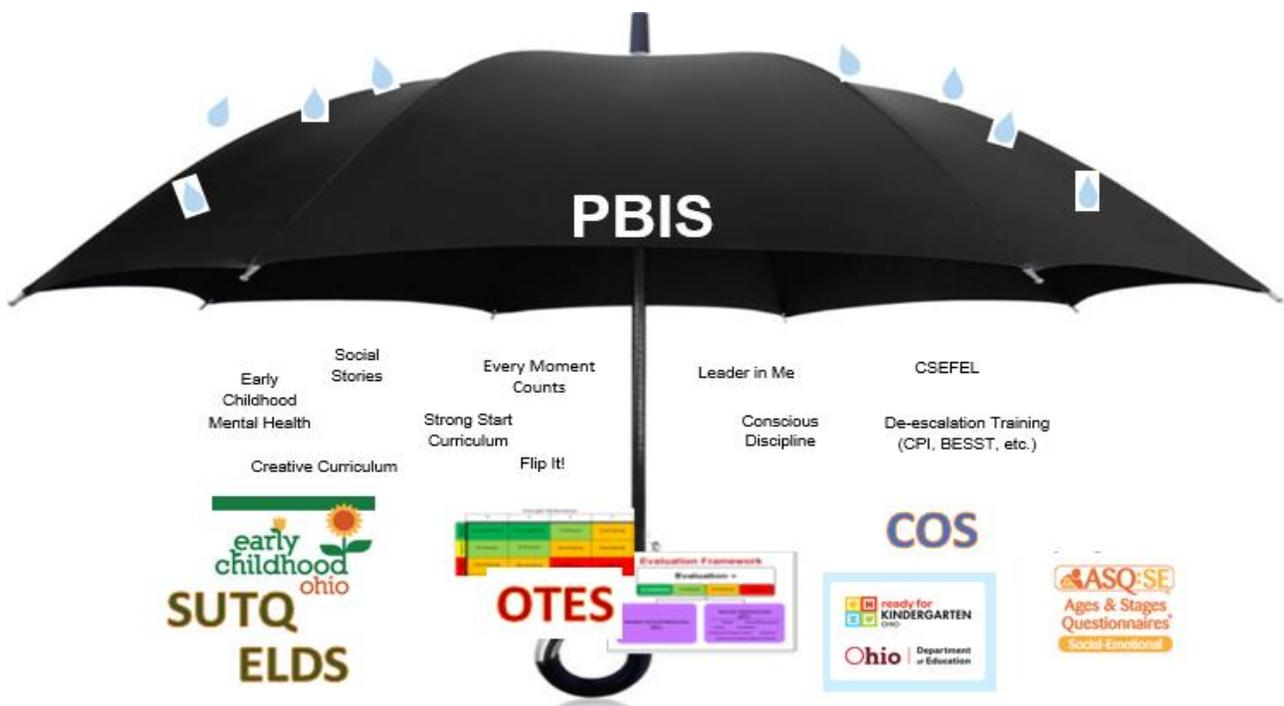 PBIS
Social
Stories
Every Moment
Counts
Leader in Me
CSEFEL
Early
Childhood
Mental Health
Strong Start
Curriculum
Conscious
Discipline
De-escalation Training
(CPI, BESST, etc.)
Creative Curriculum
Flip It!
early
childhood
ohio
SUTQ
ELDS
OTES
Evaluation Framework
Evaluation =
COS
ready for
KINDERGARTEN
OHIO
Ohio | Department
of Education
ASQ:SE
Ages & Stages
Questionnaires®
Social-Emotional